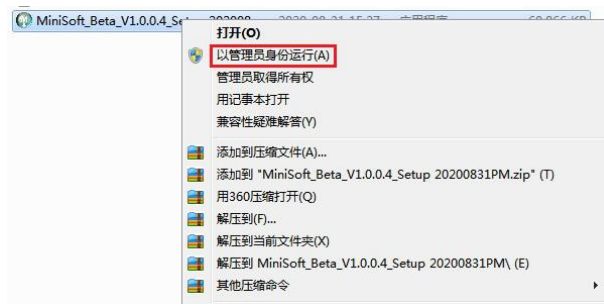 MiniSoft_Beta_V1.0.0.4_Se
打开(O)
以管理员身份运行(A)
管理员取得所有权
用记事本打开
兼容性疑难解答(Y)
添加到压缩文件(A)...
添加到 "MiniSoft_Beta_V1.0.0.4_Setup 20200831PM.zip" (T)
用360压缩打开(Q)
解压到(F)...
解压到当前文件夹(X)
解压到 MiniSoft_Beta_V1.0.0.4_Setup 20200831PM\ (E)
其他压缩命令